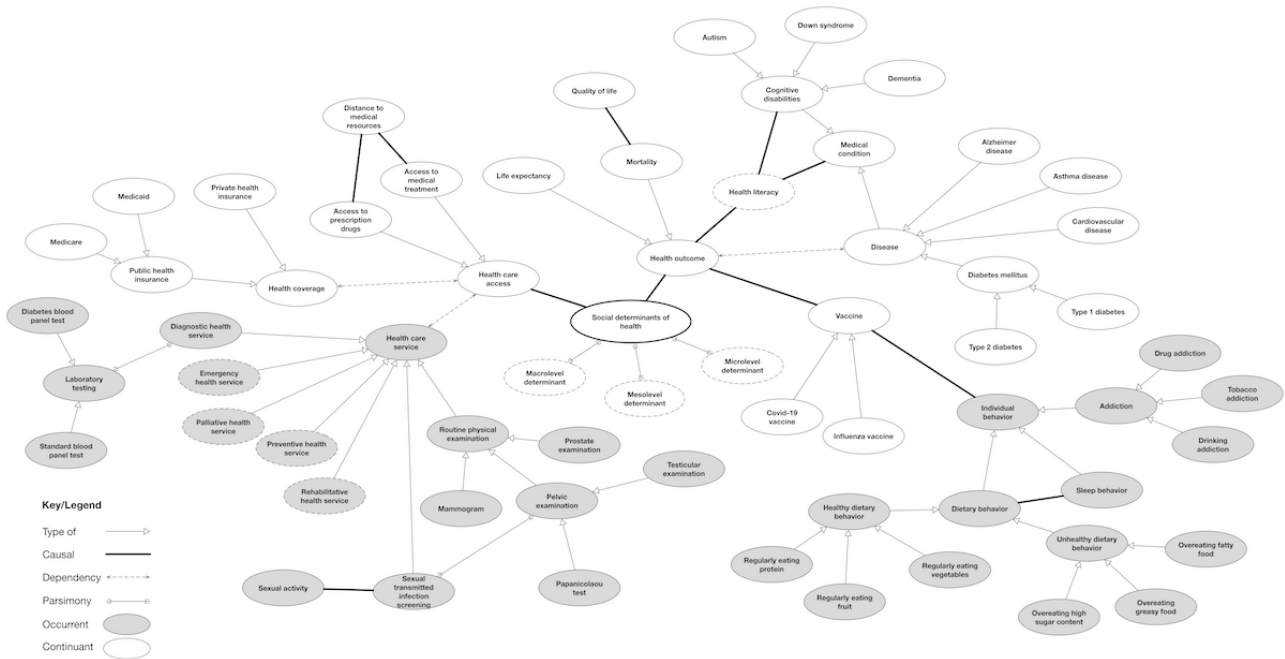 Down syndrome
Autism
Dementia
Cognitive
disabilities
Quality of life
Distance to
medical
resources
Alzheimer
disease
Medical
condition
Mortality
Life expectancy
Access to
medical
treatment
Asthma disease
Private health
insurance
Health literacy
Medicaid
Access to
prescription
drugs
Cardiovascular
disease
Medicare
Disease
Health outcome
Public health
insurance
Health coverage
Health care
access
Diabetes mellitus
Type 1 diabetes
Diabetes blood
panel test
Diagnostic health
service
Social determinants of
health
Vaccine
Health care
service
Type 2 diabetes
Drug addiction
Microlevel determinant
Laboratory
testing
Emergency
health service
Macrolevel determinant
Mesolevel determinant
Tobacco
addiction
Individual
behavior
Addiction
Covid-19
vaccine
Influenza vaccine
Palliative health
service
Preventive health
service
Routine physical
examination
Prostate
examination
Drinking
addiction
Standard blood
panel test
Testicular
examination
Rehabilitative
health service
Mammogram
Pelvic
examination
Sleep behavior
Healthy dietary
behavior
Dietary behavior
Unhealthy dietary
behavior
Overeating fatty
food
Regularly eating
protein
Regularly eating
vegetables
Regularly eating
fruit
Sexual activity
Sexual
transmitted
infection
screening
Papanicolaou
test
Overeating high
sugar content
Overeating
greasy food
Key/Legend
Type of
Causal
Dependency
Parsimony
Occurrent
Continuant